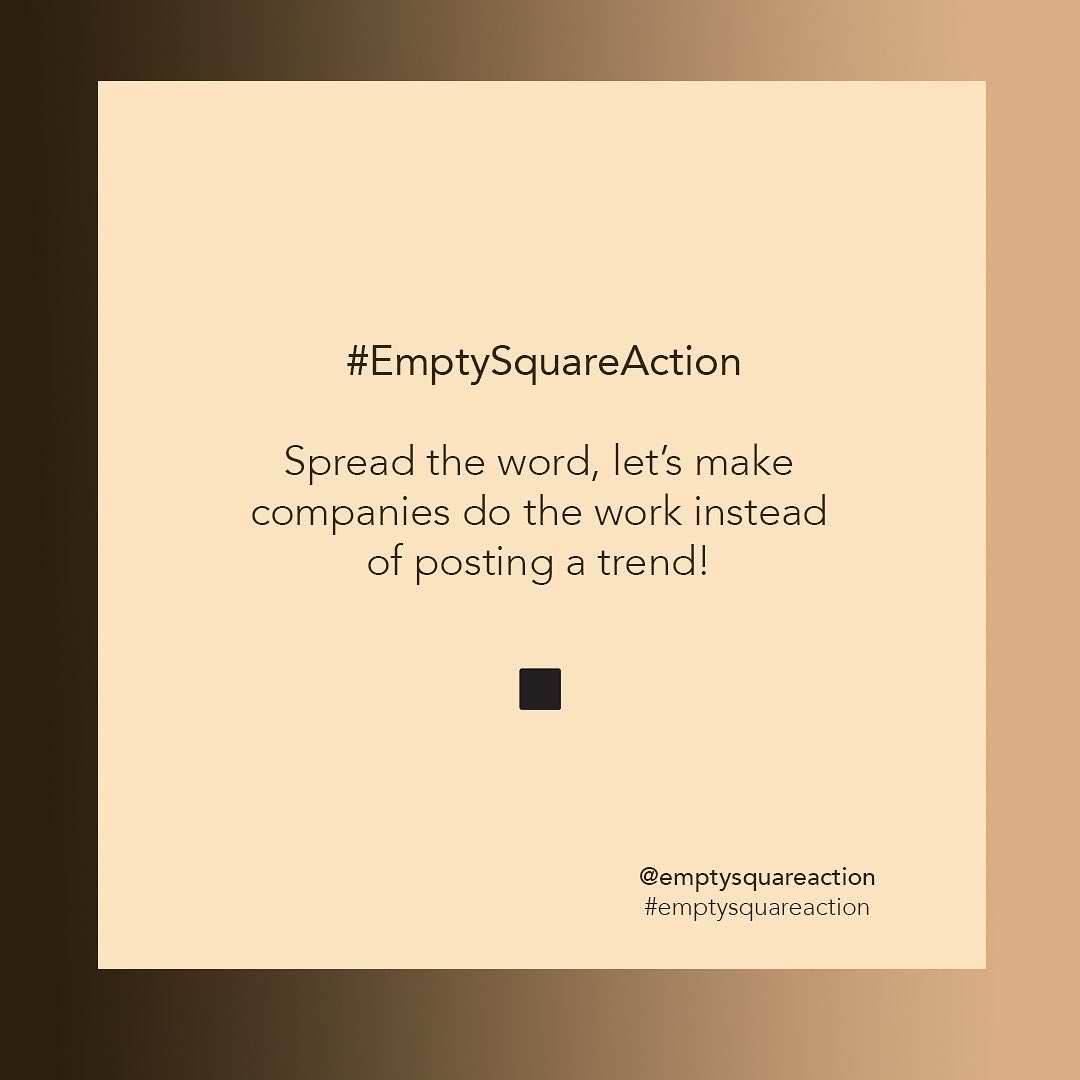 #EmptySquareAction
Spread the word, let’s make
companies do the work instead
of posting a trend!
@emptysquareaction
#emptysquareaction